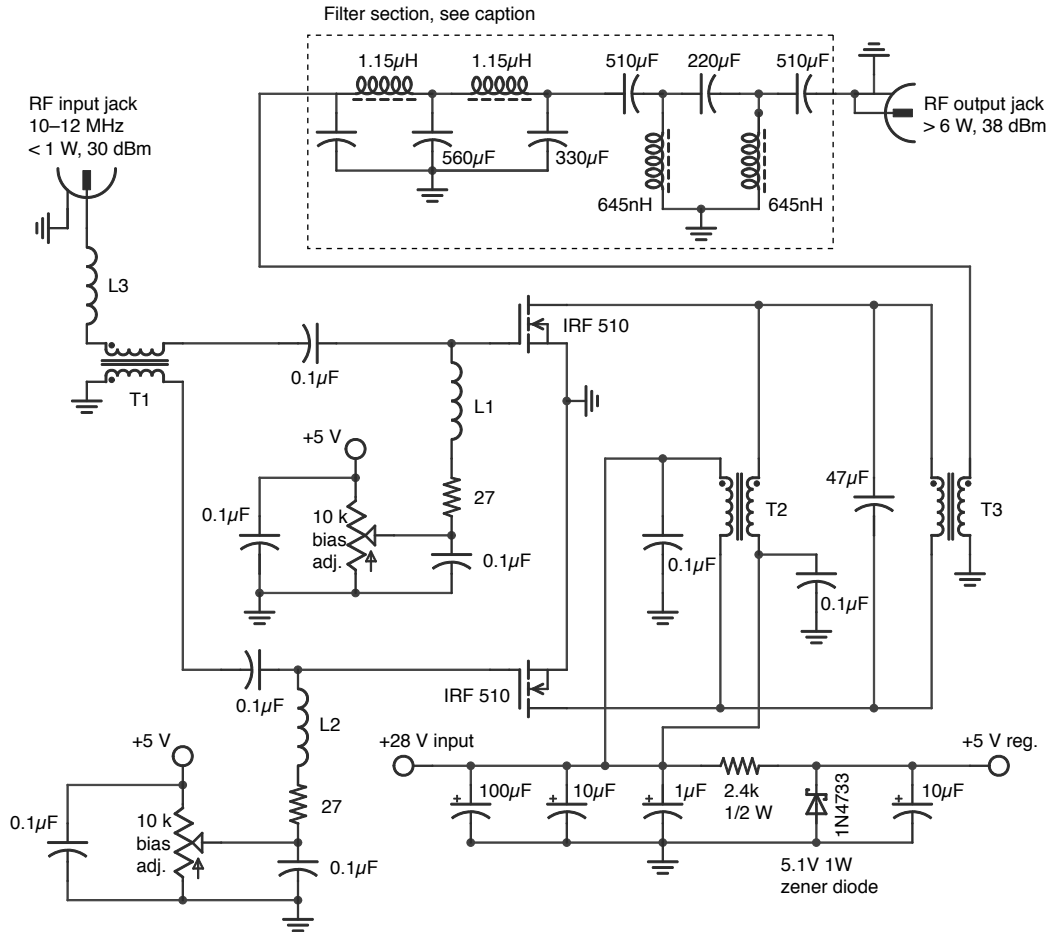 Filter section, see caption
1.15µH
1.15µH
510µF
220µF
510µF
RF input jack
10–12 MHz
< 1 W, 30 dBm
RF output jack
> 6 W, 38 dBm
560µF
330µF
645nH
645nH
L3
T1
0.1µF
IRF 510
L1
+5 V
27
0.1µF
10 k
bias
adj.
0.1µF
T2
47µF
T3
0.1µF
0.1µF
0.1µF
IRF 510
L2
+5 V
27
0.1µF
10 k
bias
adj.
0.1µF
+28 V input
+5 V reg.
100µF
10µF
1µF
2.4k
1/2 W
1N4733
10µF
5.1V 1W
zener diode